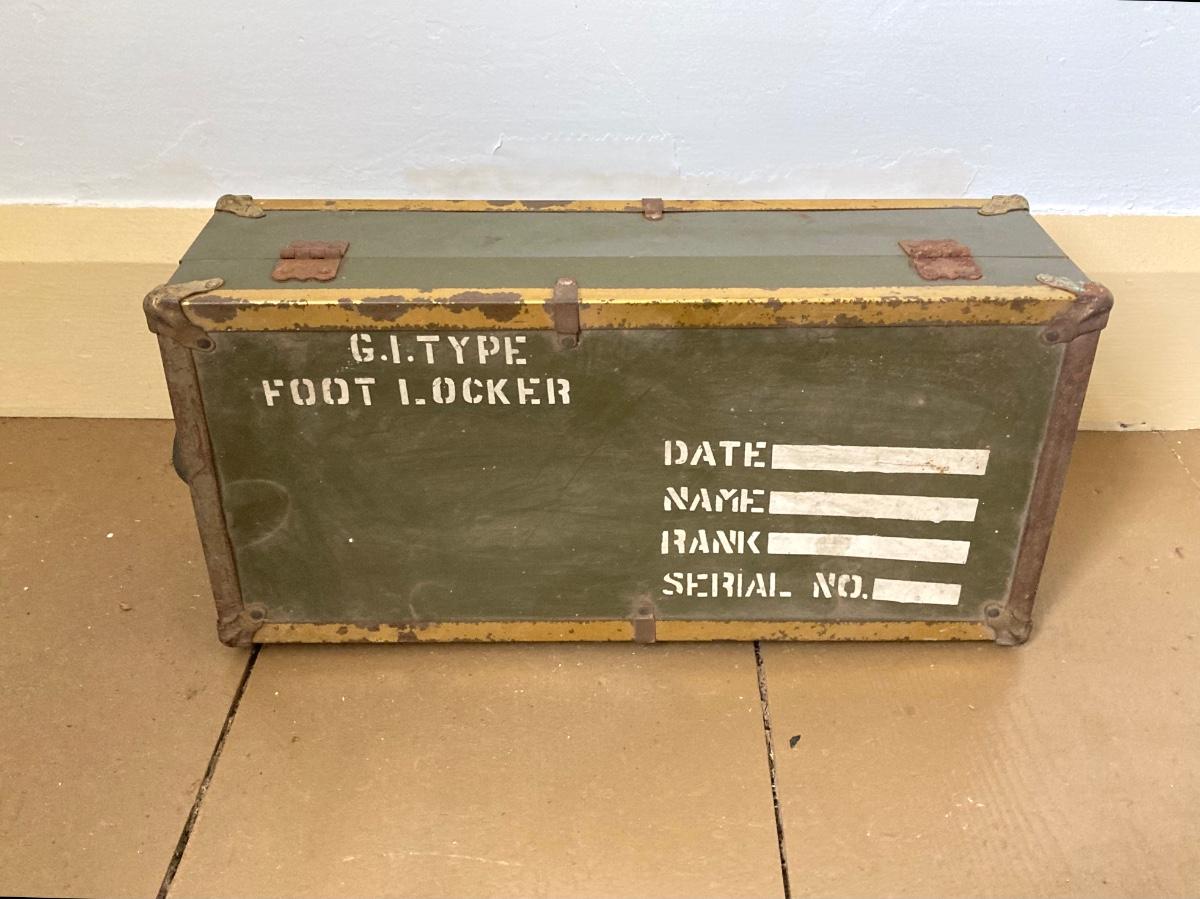 G.I.TYPE
FOOT LOCKER
DATE
NAME
RANK
SERIAL NO.